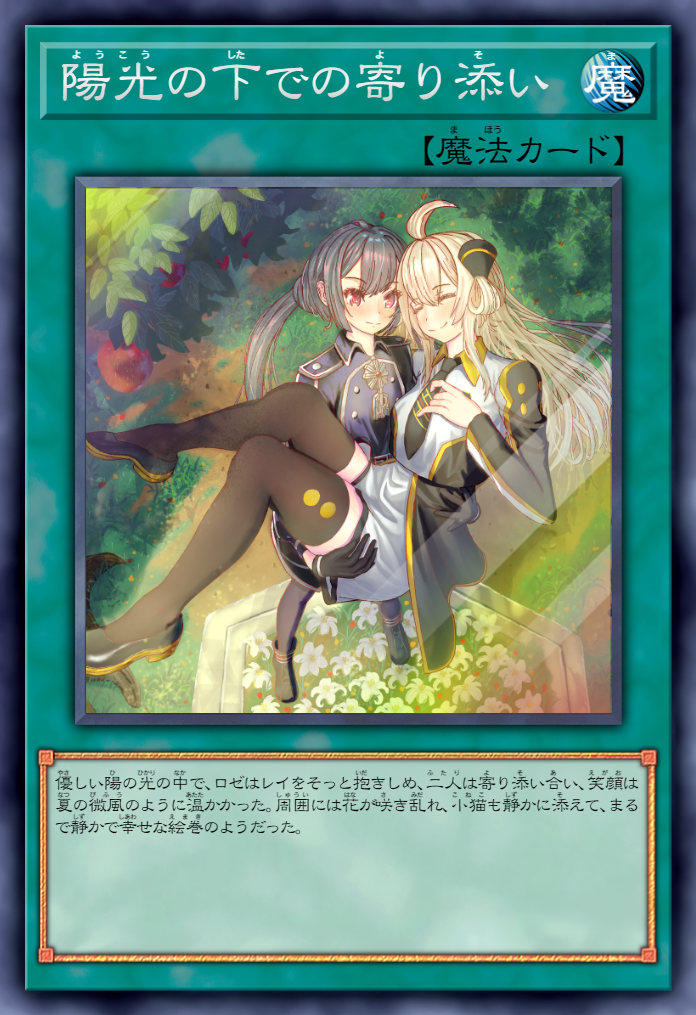 陽光の下での寄り添い 魔
【魔法カード】
優しい陽の光の中で、ロゼはレイをそっと抱きしめ、二人は寄り添い合い、笑顔は
夏の微風のように温かかった。周囲には花が咲き乱れ、小猫も静かに添えて、まる
で静かで幸せな絵巻のようだった。